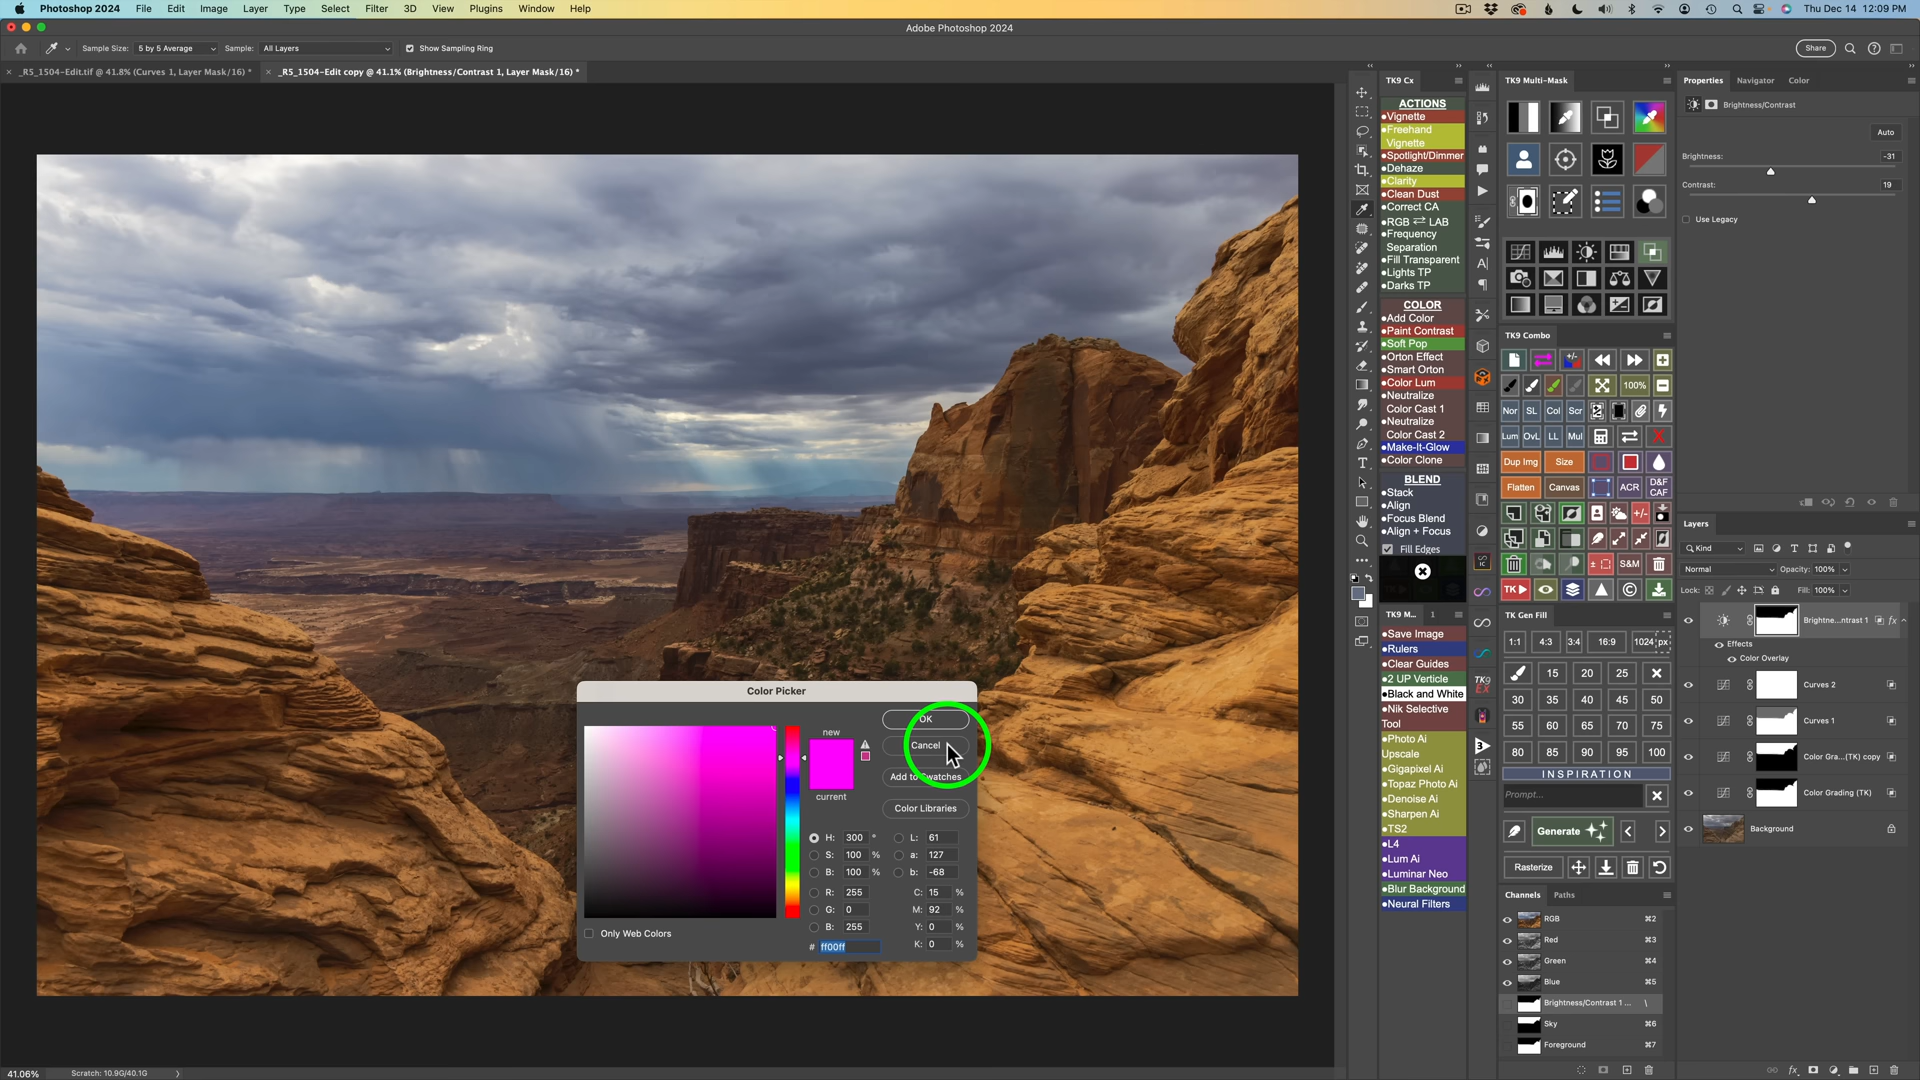 Photoshop 2024 File Edit Image Layer Type Select Filter 3D View Plugins Window Help Thu Dec 14 12:09 PM
Adobe Photoshop 2024
Sample Size: 5 by 5 Average Sample: All Layers Show Sampling Ring Share
_R5_1504-Edit.tif @ 41.8% (Curves 1, Layer Mask/16) *
_R5_1504-Edit copy @ 41.1% (Brightness/Contrast 1, Layer Mask/16) *
TK9 Cx
ACTIONS
•Vignette
•Freehand
Vignette
•Spotlight/Dimmer
•Dehaze
•Clarity
•Clean Dust
•Correct CA
•RGB ⇄ LAB
•Frequency
Separation
•Fill Transparent
•Lights TP
•Darks TP
COLOR
•Add Color
•Paint Contrast
•Soft Pop
•Orton Effect
•Smart Orton
•Color Lum
•Neutralize
Color Cast 1
•Neutralize
Color Cast 2
•Make-It-Glow
•Color Clone
BLEND
•Stack
•Align
•Focus Blend
•Align + Focus
Fill Edges
TK9 M... 1
•Save Image
•Rulers
•Clear Guides
•2 UP Verticle
•Black and White
•Nik Selective
Tool
•Photo Ai
Upscale
•Gigapixel Ai
•Topaz Photo Ai
•Denoise Ai
•Sharpen Ai
•TS2
•L4
•Lum Ai
•Luminar Neo
•Blur Background
•Neural Filters
TK9
EX
TK9 Multi-Mask
TK9 Combo
100%
Nor SL Col Scr
Lum OvL LL Mul
Dup Img Size
Flatten Canvas ACR D&F
CAF
+/-
S&M
TK
TK Gen Fill
1:1 4:3 3:4 16:9 1024 px
15 20 25
30 35 40 45 50
55 60 65 70 75
80 85 90 95 100
INSPIRATION
Prompt...
Generate
Rasterize
Channels Paths
RGB ⌘2
Red ⌘3
Green ⌘4
Blue ⌘5
Brightness/Contrast 1 ... \
Sky ⌘6
Foreground ⌘7
Properties Navigator Color
Brightness/Contrast
Auto
Brightness: -31
Contrast: 19
Use Legacy
Layers
Kind
Normal Opacity: 100%
Lock: Fill: 100%
Brightne...ntrast 1 fx
Effects
Color Overlay
Curves 2
Curves 1
Color Gra...(TK) copy
Color Grading (TK)
Background
Color Picker
new
current
OK
Cancel
Add to Swatches
Color Libraries
H: 300 ° L: 61
S: 100 % a: 127
B: 100 % b: -68
R: 255 C: 15 %
G: 0 M: 92 %
B: 255 Y: 0 %
# ff00ff K: 0 %
Only Web Colors
41.06% Scratch: 10.9G/40.1G